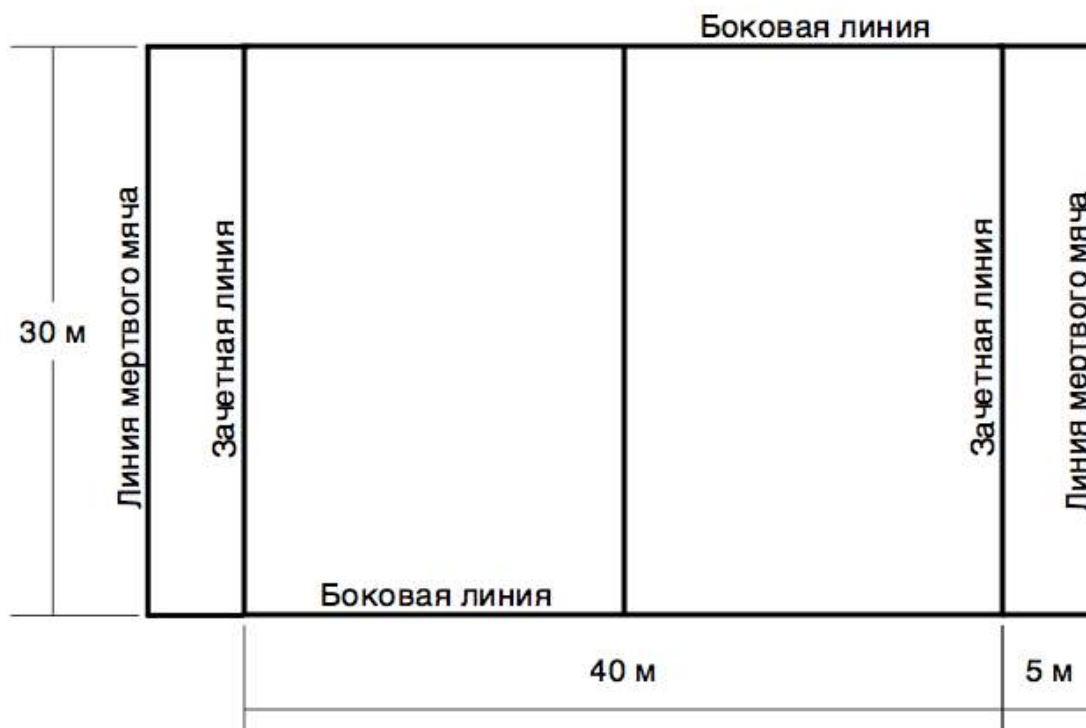 Боковая линия
Линия мертвого мяча
Зачетная линия
Зачетная линия
Линия мертвого мяча
30 м
Боковая линия
40 м
5 м